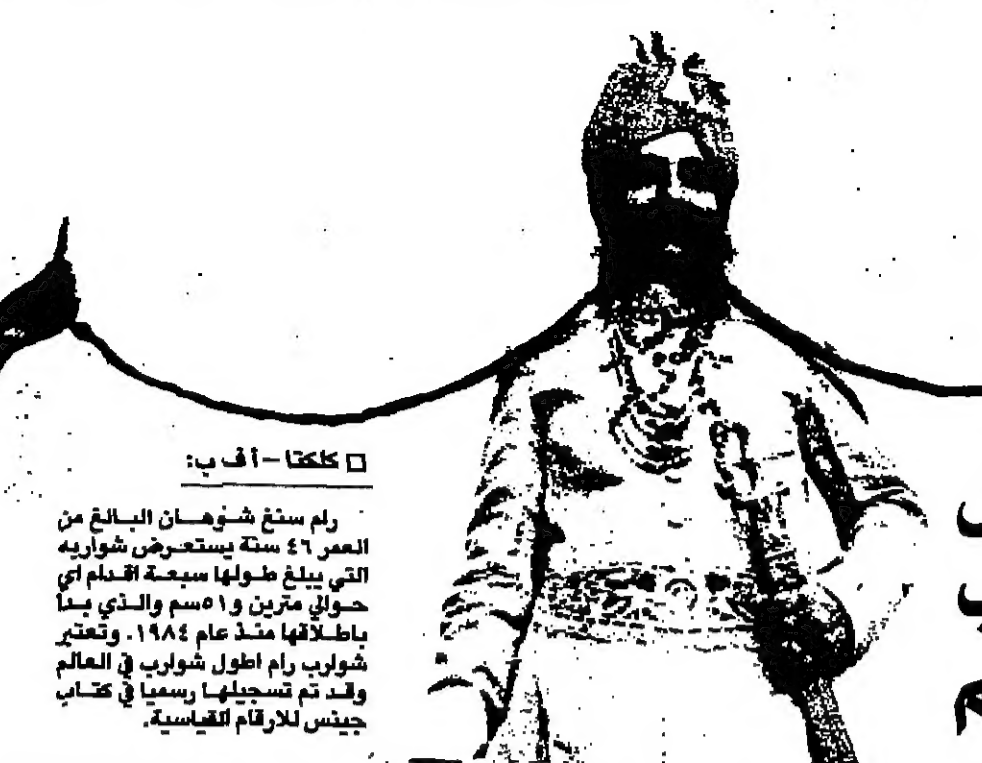 □ كلكتا - أ ف ب:
رام سنغ شوهان البالغ من
العمر ٤٦ سنة يستعرض شواربه
التي يبلغ طولها سبعة اقدام اي
حوالي مترين و٥١سم والذي بدأ
باطلاقها منذ عام ١٩٨٤. وتعتبر
شولرب رام اطول شولرب في العالم
وقد تم تسجيلها رسميا في كتاب
جينس للارقام القياسية.